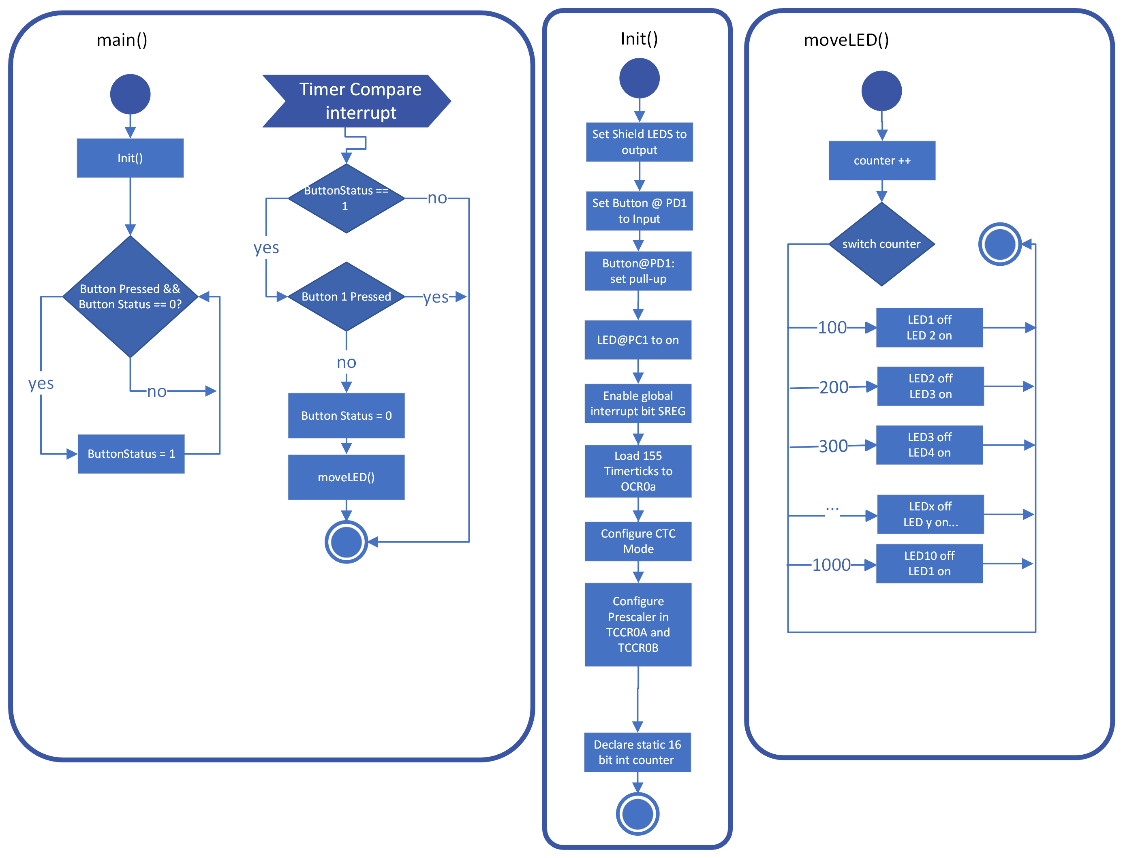 main()
Init()
Button Pressed &&
Button Status == 0?
yes
no
ButtonStatus = 1
Timer Compare
interrupt
ButtonStatus ==
1
no
yes
Button 1 Pressed
yes
no
Button Status = 0
moveLED()
Init()
Set Shield LEDS to
output
Set Button @ PD1
to Input
Button@PD1:
set pull-up
LED@PC1 to on
Enable global
interrupt bit SREG
Load 155
Timerticks to
OCR0a
Configure CTC
Mode
Configure
Prescaler in
TCCR0A and
TCCR0B
Declare static 16
bit int counter
moveLED()
counter ++
switch counter
100
LED1 off
LED 2 on
200
LED2 off
LED3 on
300
LED3 off
LED4 on
...
LEDx off
LED y on...
1000
LED10 off
LED1 on